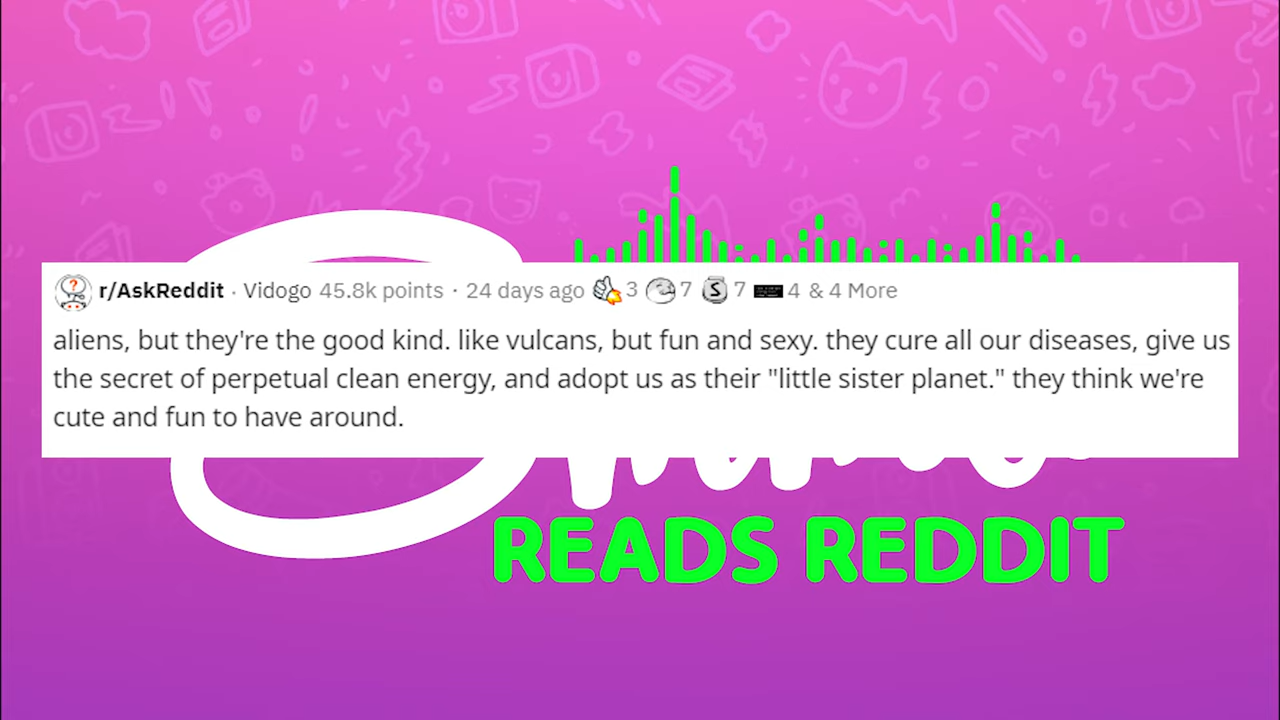 r/AskReddit · Vidogo 45.8k points · 24 days ago 3 7 7 4 & 4 More
aliens, but they're the good kind. like vulcans, but fun and sexy. they cure all our diseases, give us
the secret of perpetual clean energy, and adopt us as their "little sister planet." they think we're
cute and fun to have around.
READS REDDIT